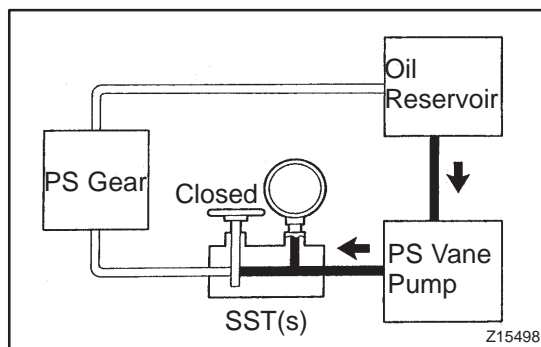 Oil
Reservoir
PS Gear
Closed
PS Vane
Pump
SST(s)
Z15498